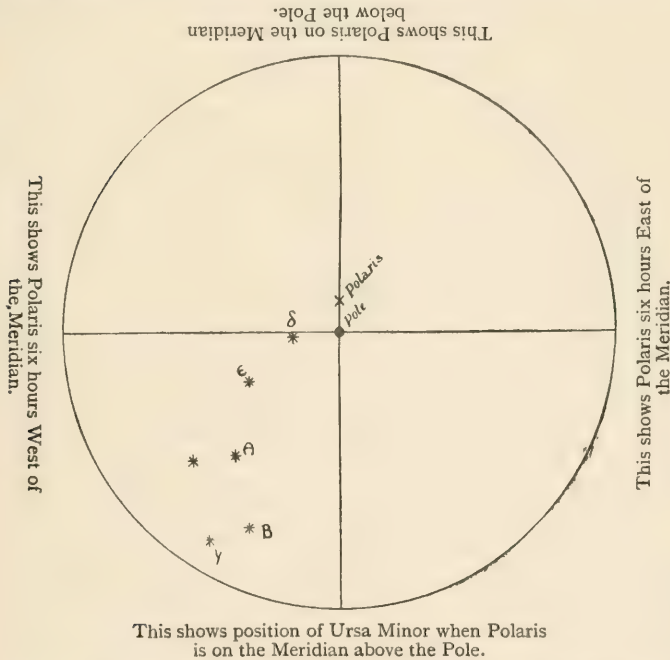 This shows Polaris on the Meridian
below the Pole.
This shows Polaris six hours West of
the, Meridian.
This shows Polaris six hours East of
the Meridian.
Polaris
Pole
δ
ϵ
A
B
γ
This shows position of Ursa Minor when Polaris
is on the Meridian above the Pole.